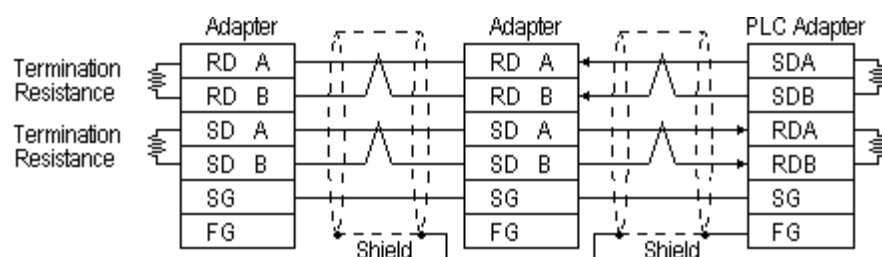 Adapter Adapter PLC Adapter
Termination Resistance
RD A RD A SDA
RD B RD B SDB
Termination Resistance
SD A SD A RDA
SD B SD B RDB
SG SG SG
FG FG FG
Shield Shield